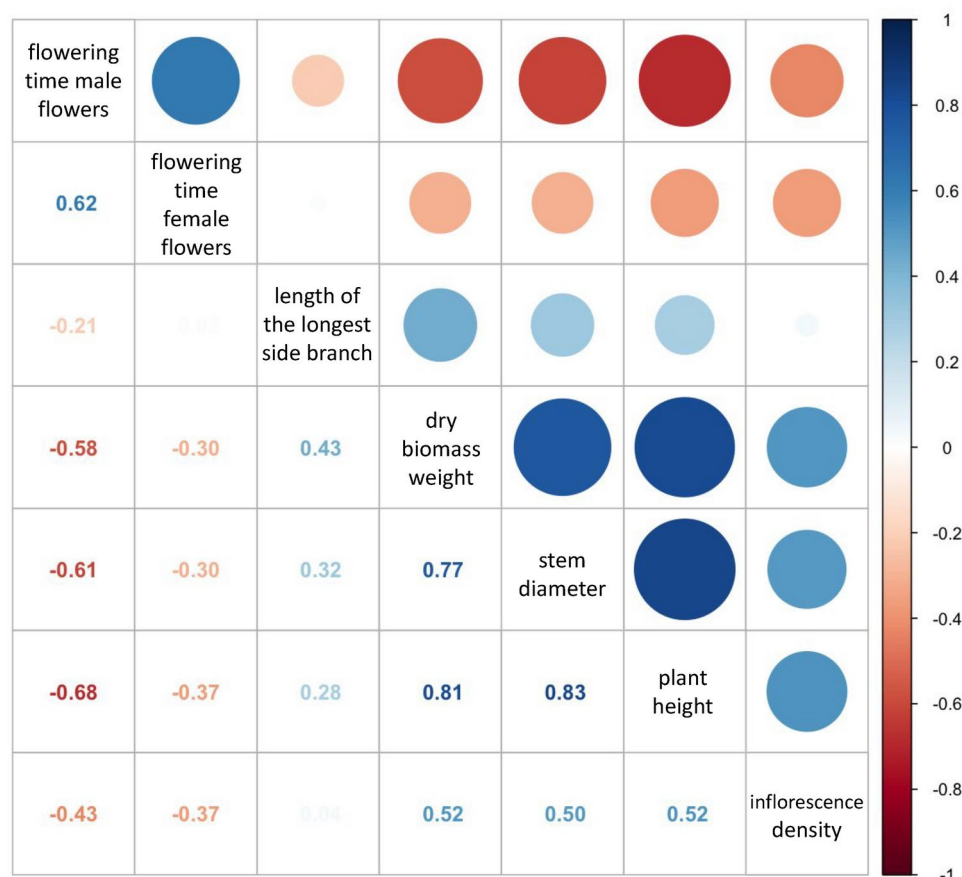 flowering
time male
flowers
1
0.8
0.62
flowering
time
female
flowers
0.6
-0.21
length of
the longest
side branch
0.4
0.2
-0.58
-0.30
0.43
dry
biomass
weight
0
-0.2
-0.61
-0.30
0.32
0.77
stem
diameter
-0.4
-0.68
-0.37
0.28
0.81
0.83
plant
height
-0.6
-0.43
-0.37
0.04
0.52
0.50
0.52
inflorescence
density
-0.8
-1